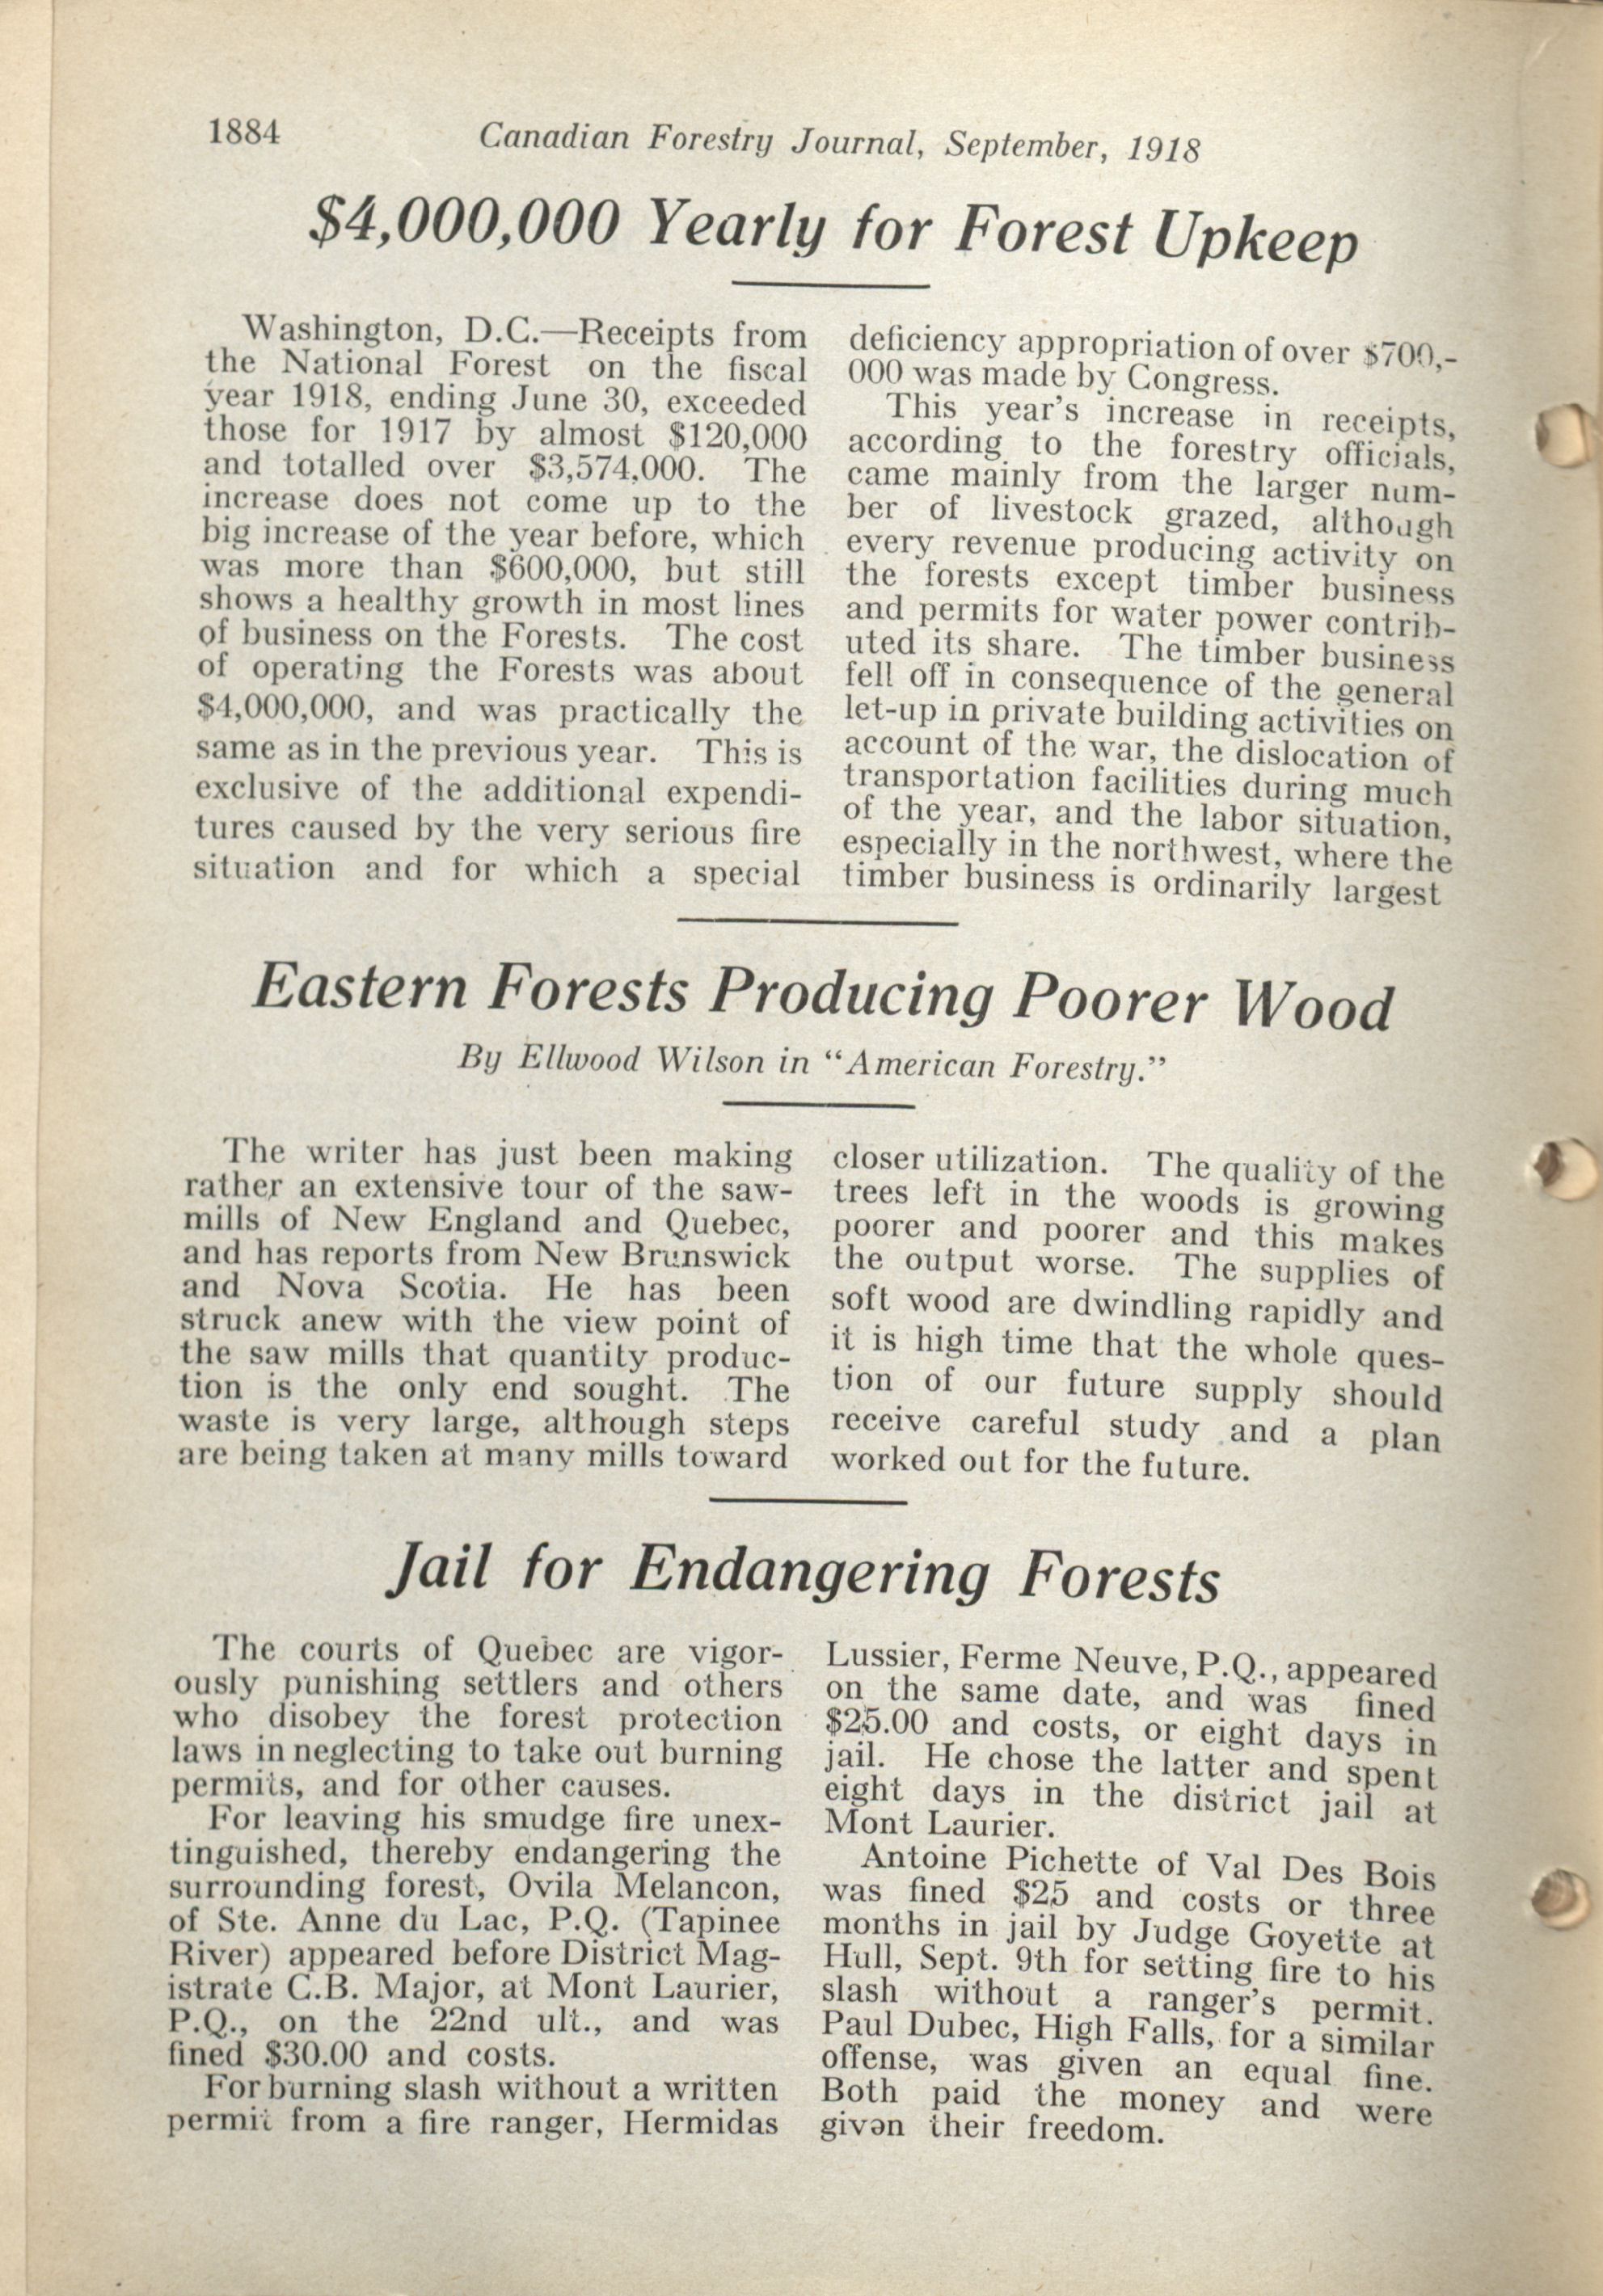 1884
Canadian Forestry Journal, September, 1918
$4,000,000 Yearly for Forest Upkeep
Washington, D.C.—Receipts from
the National Forest on the fiscal
year 1918, ending June 30, exceeded
those for 1917 by almost $120,000
and totalled over $3,574,000. The
increase does not come up to the
big increase of the year before, which
was more than $600,000, but still
shows a healthy growth in most lines
of business on the Forests. The cost
of operating the Forests was about
$4,000,000, and was practically the
same as in the previous year. This is
exclusive of the additional expendi-
tures caused by the very serious fire
situation and for which a special
deficiency appropriation of over $700,-
000 was made by Congress.
This year's increase in receipts,
according to the forestry officials,
came mainly from the larger num-
ber of livestock grazed, although
every revenue producing activity on
the forests except timber business
and permits for water power contrib-
uted its share. The timber business
fell off in consequence of the general
let-up in private building activities on
account of the war, the dislocation of
transportation facilities during much
of the year, and the labor situation,
especially in the northwest, where the
timber business is ordinarily largest
Eastern Forests Producing Poorer Wood
By Ellwood Wilson in "American Forestry."
The writer has just been making
rather an extensive tour of the saw-
mills of New England and Quebec,
and has reports from New Brunswick
and Nova Scotia. He has been
struck anew with the view point of
the saw mills that quantity produc-
tion is the only end sought. The
waste is very large, although steps
are being taken at many mills toward
closer utilization. The quality of the
trees left in the woods is growing
poorer and poorer and this makes
the output worse. The supplies of
soft wood are dwindling rapidly and
it is high time that the whole ques-
tion of our future supply should
receive careful study and a plan
worked out for the future.
Jail for Endangering Forests
The courts of Quebec are vigor-
ously punishing settlers and others
who disobey the forest protection
laws in neglecting to take out burning
permits, and for other causes.
For leaving his smudge fire unex-
tinguished, thereby endangering the
surrounding forest, Ovila Melancon,
of Ste. Anne du Lac, P.Q. (Tapinee
River) appeared before District Mag-
istrate C.B. Major, at Mont Laurier,
P.Q., on the 22nd ult., and was
fined $30.00 and costs.
For burning slash without a written
permit from a fire ranger, Hermidas
Lussier, Ferme Neuve, P.Q., appeared
on the same date, and was fined
$25.00 and costs, or eight days in
jail. He chose the latter and spent
eight days in the district jail at
Mont Laurier.
Antoine Pichette of Val Des Bois
was fined $25 and costs or three
months in jail by Judge Goyette at
Hull, Sept. 9th for setting fire to his
slash without a ranger's permit.
Paul Dubec, High Falls, for a similar
offense, was given an equal fine.
Both paid the money and were
given their freedom.